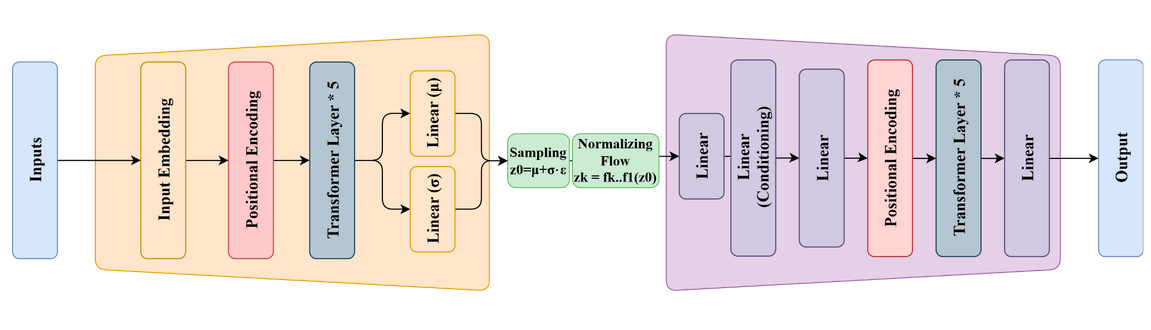 Inputs
Input Embedding
Positional Encoding
Transformer Layer * 5
Linear (μ)
Linear (σ)
Sampling
z0=μ+σ·ε
Normalizing
Flow
zk = fk..f1(z0)
Linear
Linear
(Conditioning)
Linear
Positional Encoding
Transformer Layer * 5
Linear
Output